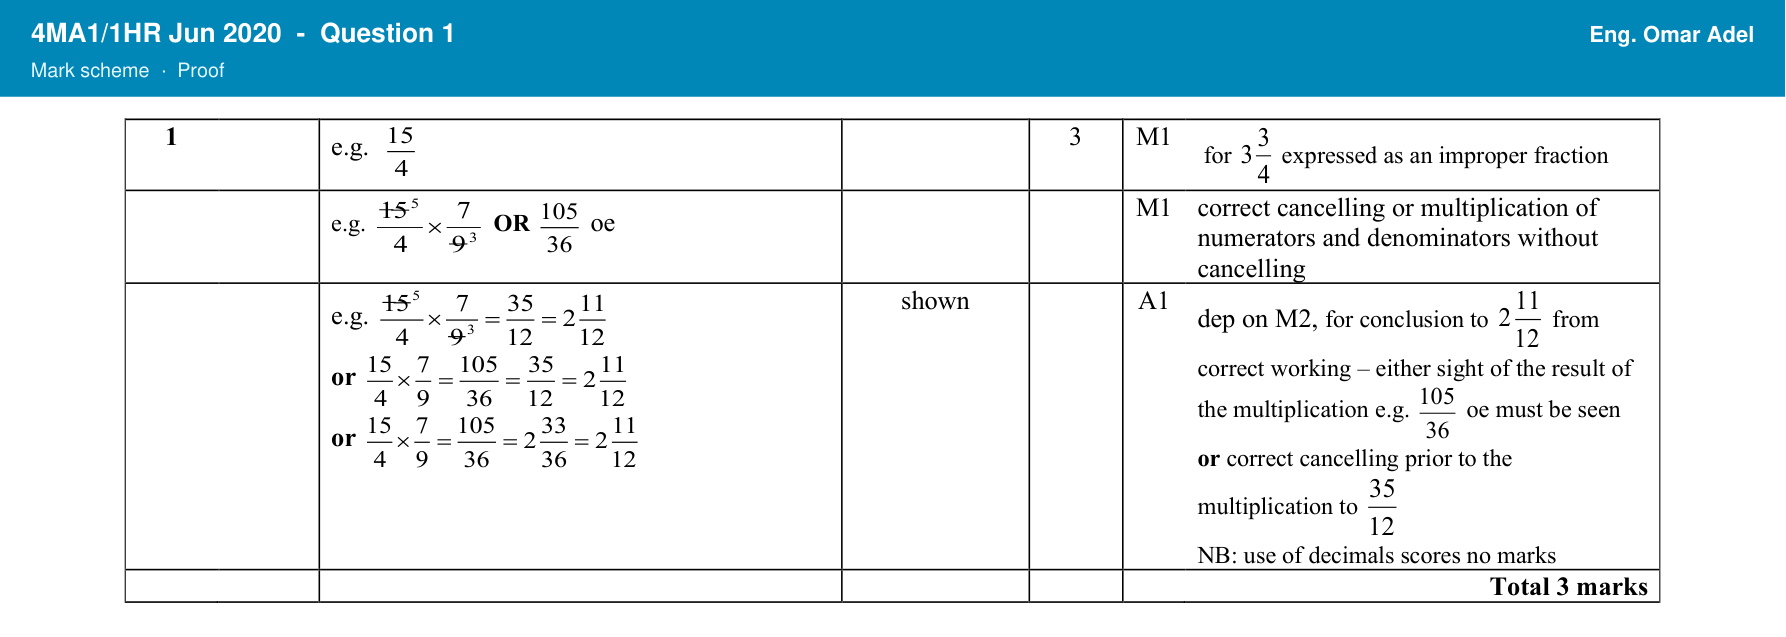 4MA1/1HR Jun 2020 - Question 1
Eng. Omar Adel
Mark scheme · Proof
1 e.g. 15/4 3 M1 for 3 3/4 expressed as an improper fraction
e.g. 15⁵/4 × 7/9³ OR 105/36 oe M1 correct cancelling or multiplication of
numerators and denominators without
cancelling
e.g. 15⁵/4 × 7/9³ = 35/12 = 2 11/12 shown A1 dep on M2, for conclusion to 2 11/12 from
or 15/4 × 7/9 = 105/36 = 35/12 = 2 11/12 correct working – either sight of the result of
the multiplication e.g. 105/36 oe must be seen
or 15/4 × 7/9 = 105/36 = 2 33/36 = 2 11/12
or correct cancelling prior to the
multiplication to 35/12
NB: use of decimals scores no marks
Total 3 marks